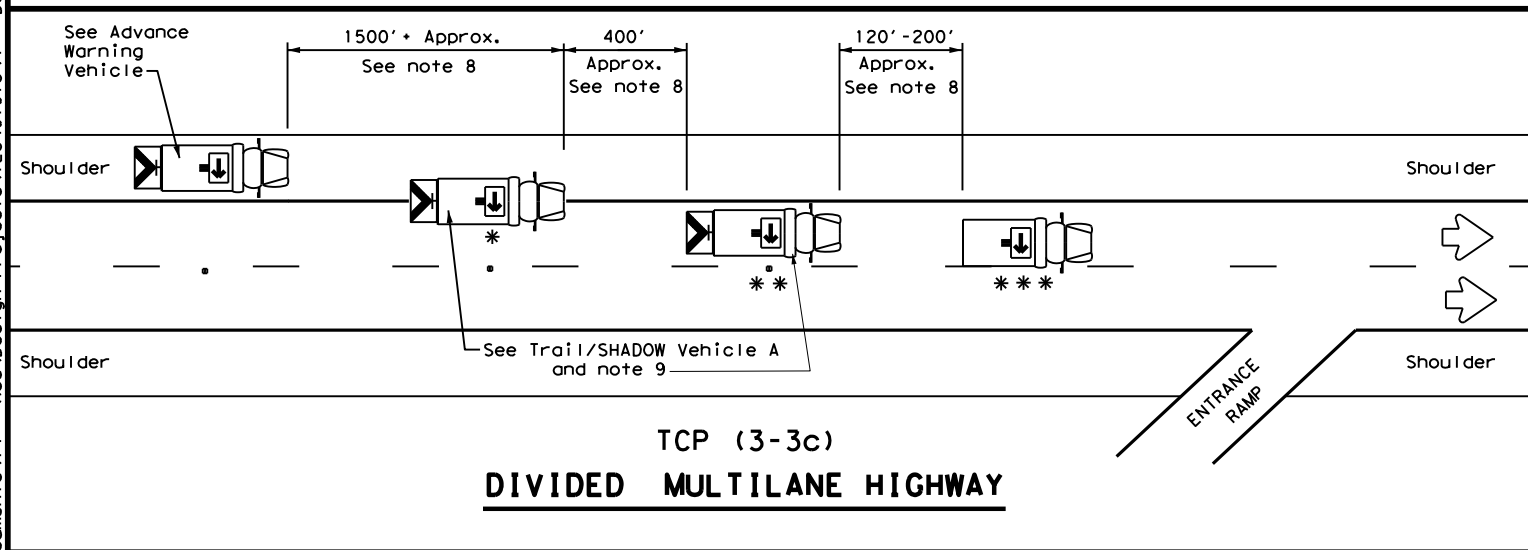 See Advance
Warning
Vehicle
1500'+ Approx.
See note 8
400'
Approx.
See note 8
120'-200'
Approx.
See note 8
Shoulder
Shoulder
*
* *
* * *
See Trail/SHADOW Vehicle A
and note 9
Shoulder
Shoulder
ENTRANCE
RAMP
TCP (3-3c)
DIVIDED MULTILANE HIGHWAY